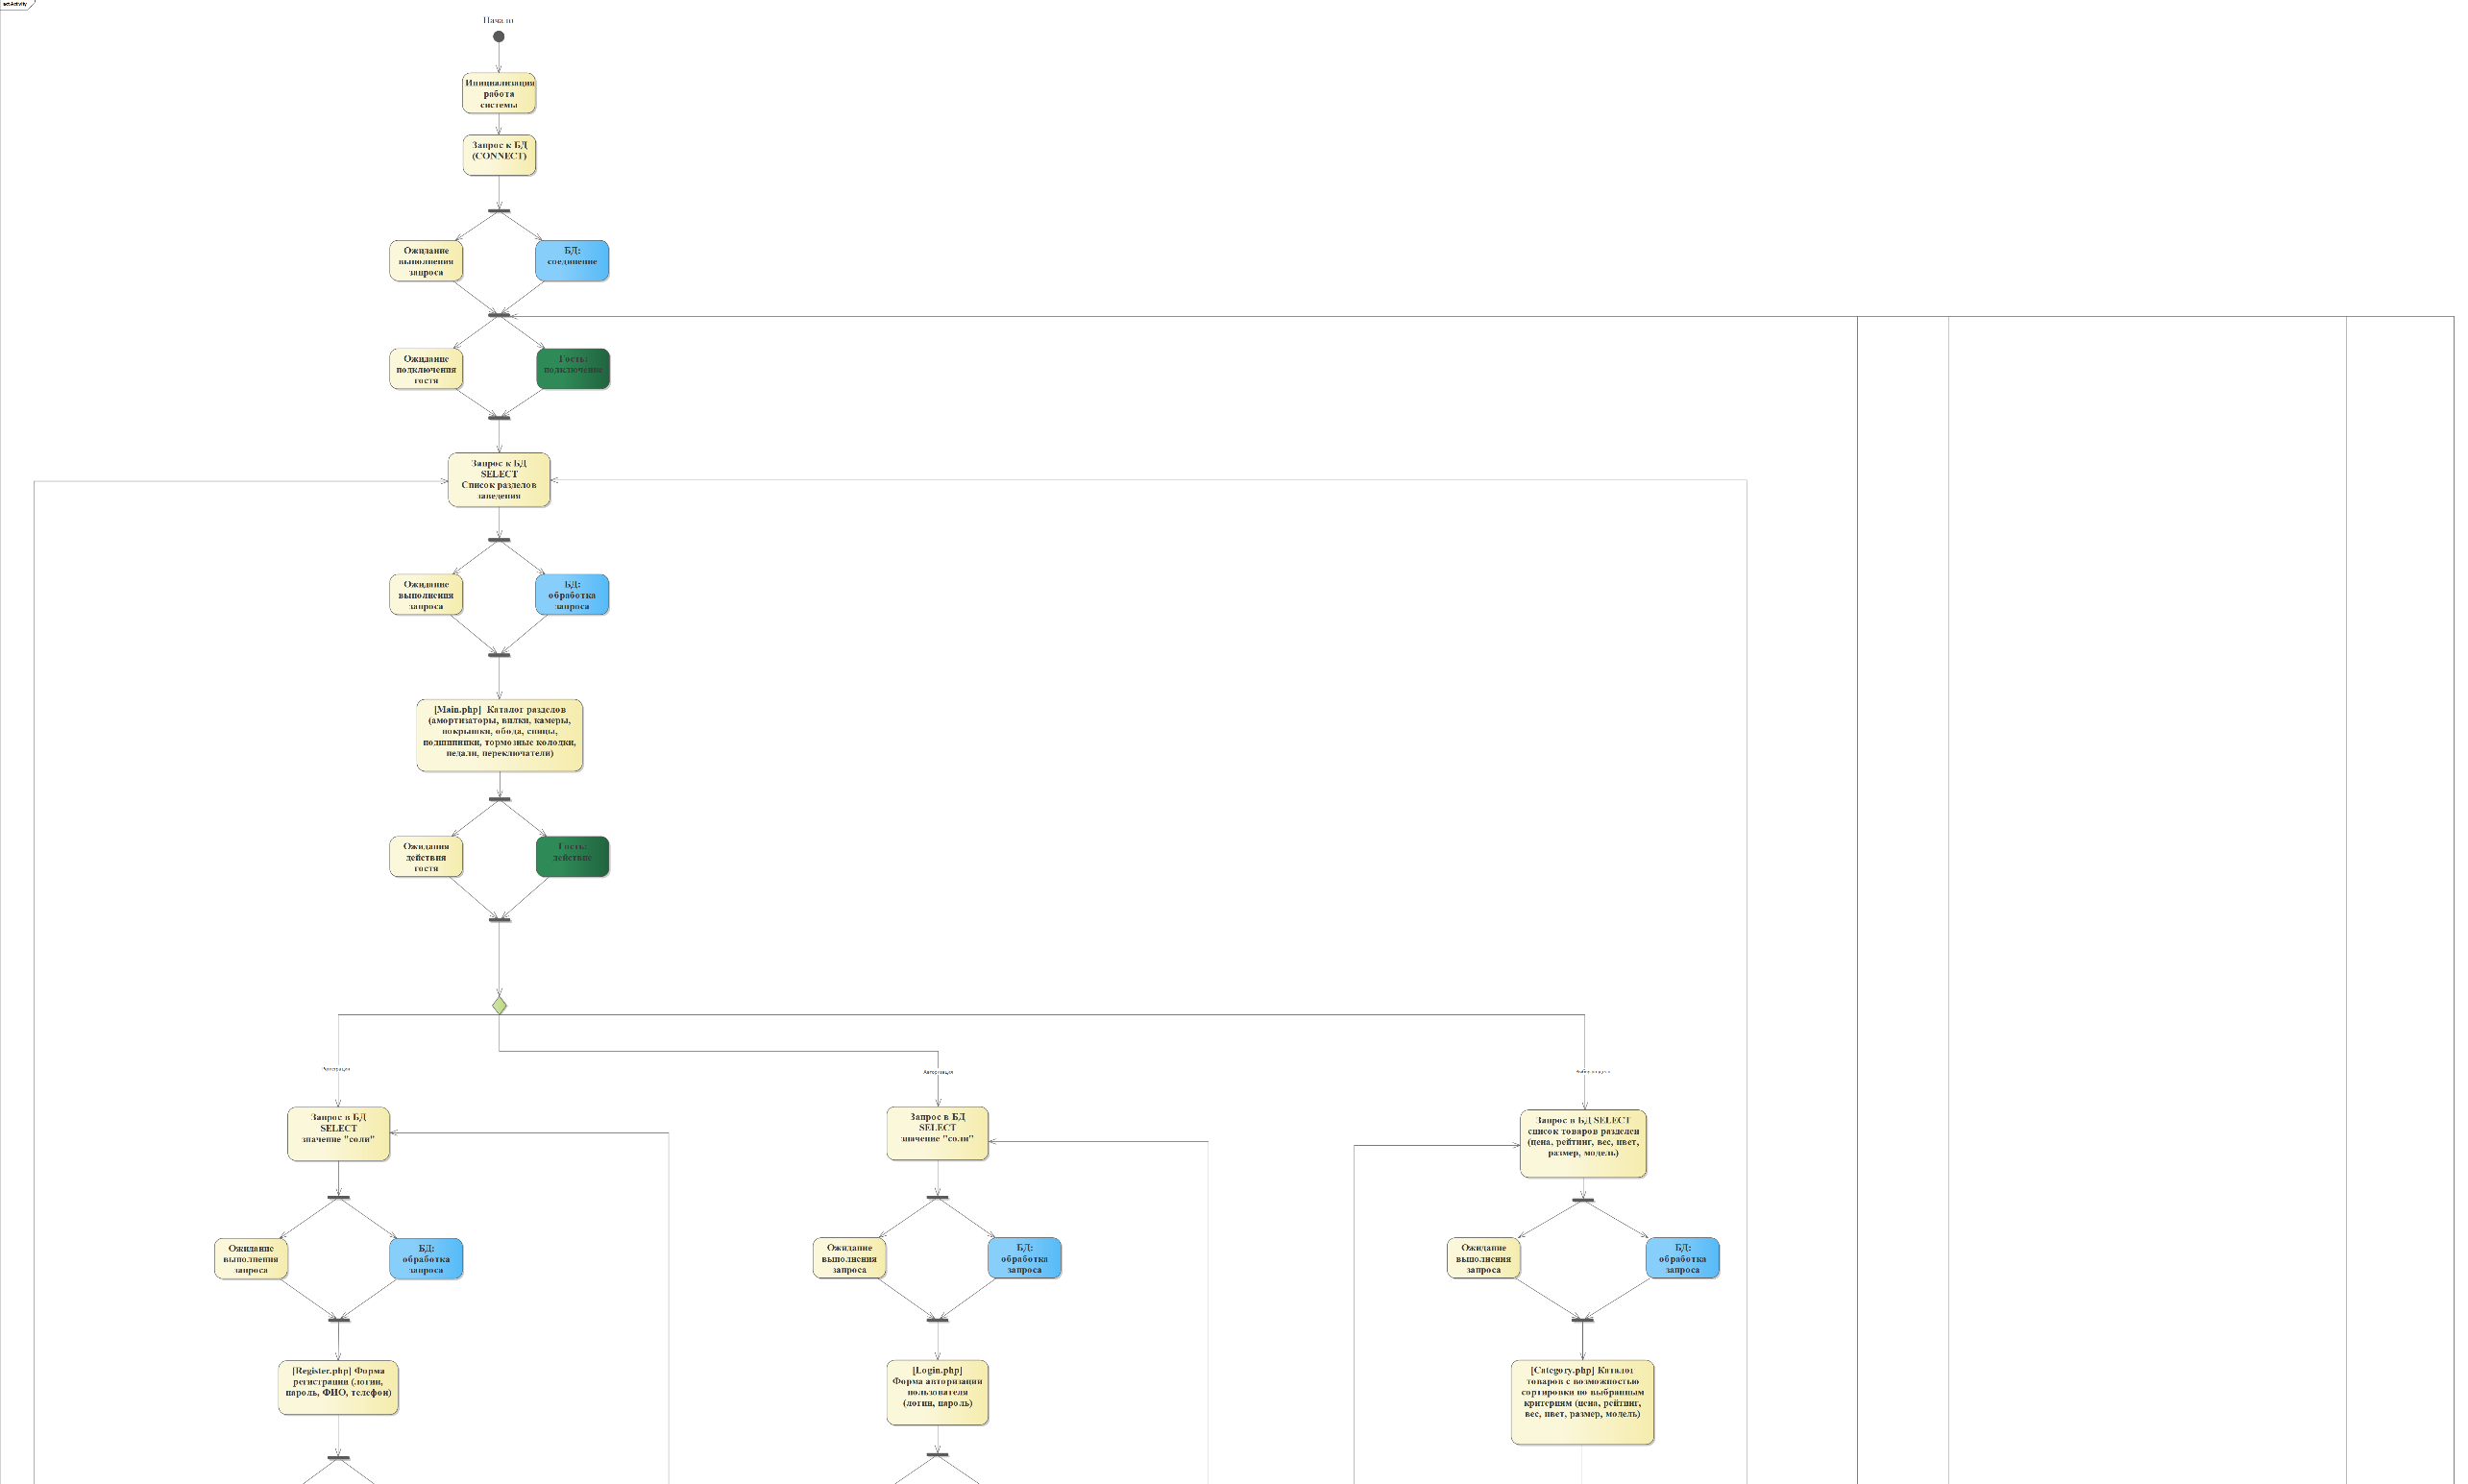 act Activity
Начало
Инициализация
работа
системы
Запрос к БД
(CONNECT)
Ожидание
выполнения
запроса
БД:
соединение
Ожидание
подключения
гостя
Гость:
подключение
Запрос к БД
SELECT
Список разделов
заведения
Ожидание
выполнения
запроса
БД:
обработка
запроса
[Main.php] Каталог разделов
(амортизаторы, вилки, камеры,
покрышки, обода, спицы,
подшипники, тормозные колодки,
педали, переключатели)
Ожидания
действия
гостя
Гость:
действие
Регистрация
Авторизация
Запрос в БД
SELECT
значение "соли"
Запрос в БД
SELECT
значение "соли"
Запрос в БД SELECT
список товаров разделен
(цена, рейтинг, вес, цвет,
размер, модель)
Ожидание
выполнения
запроса
БД:
обработка
запроса
Ожидание
выполнения
запроса
БД:
обработка
запроса
Ожидание
выполнения
запроса
БД:
обработка
запроса
[Register.php] Форма
регистрации (логин,
пароль, ФИО, телефон)
[Login.php]
Форма авторизации
пользователя
(логин, пароль)
[Category.php] Каталог
товаров с возможностью
сортировки по выбранным
критериям (цена, рейтинг,
вес, цвет, размер, модель)